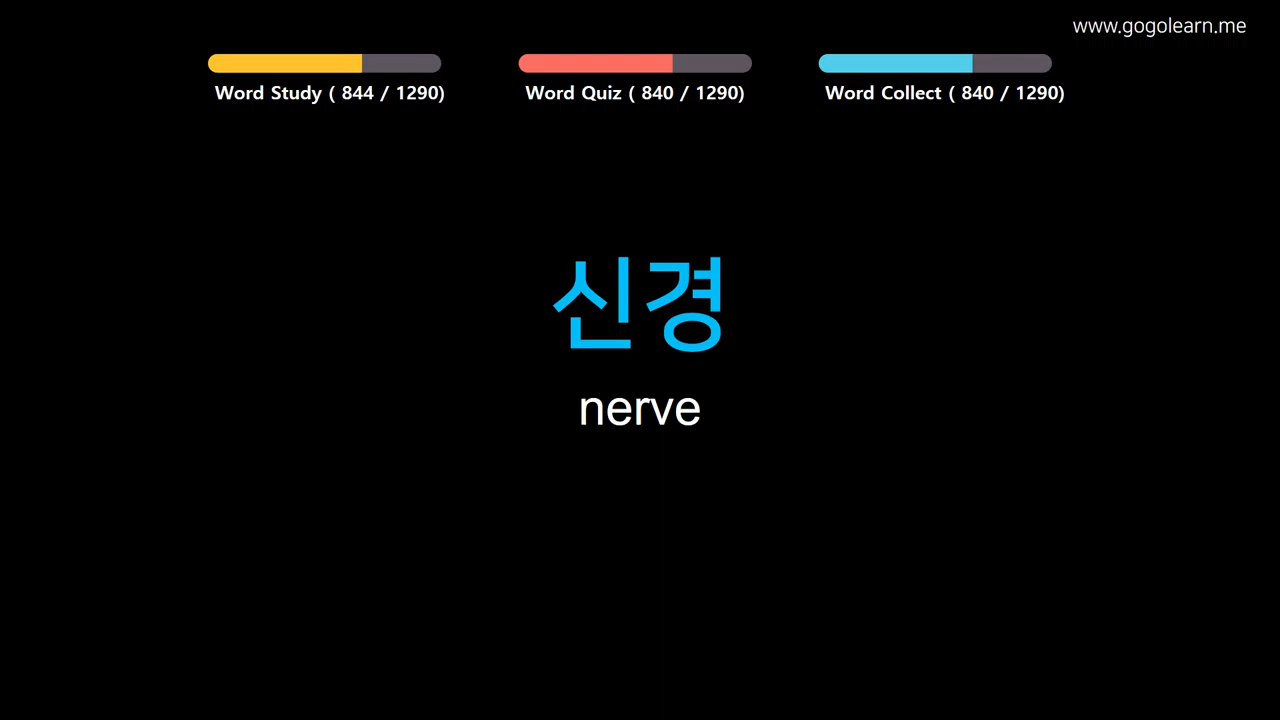 www.gogolearn.me
Word Study ( 844 / 1290)
Word Quiz ( 840 / 1290)
Word Collect ( 840 / 1290)
신경
nerve